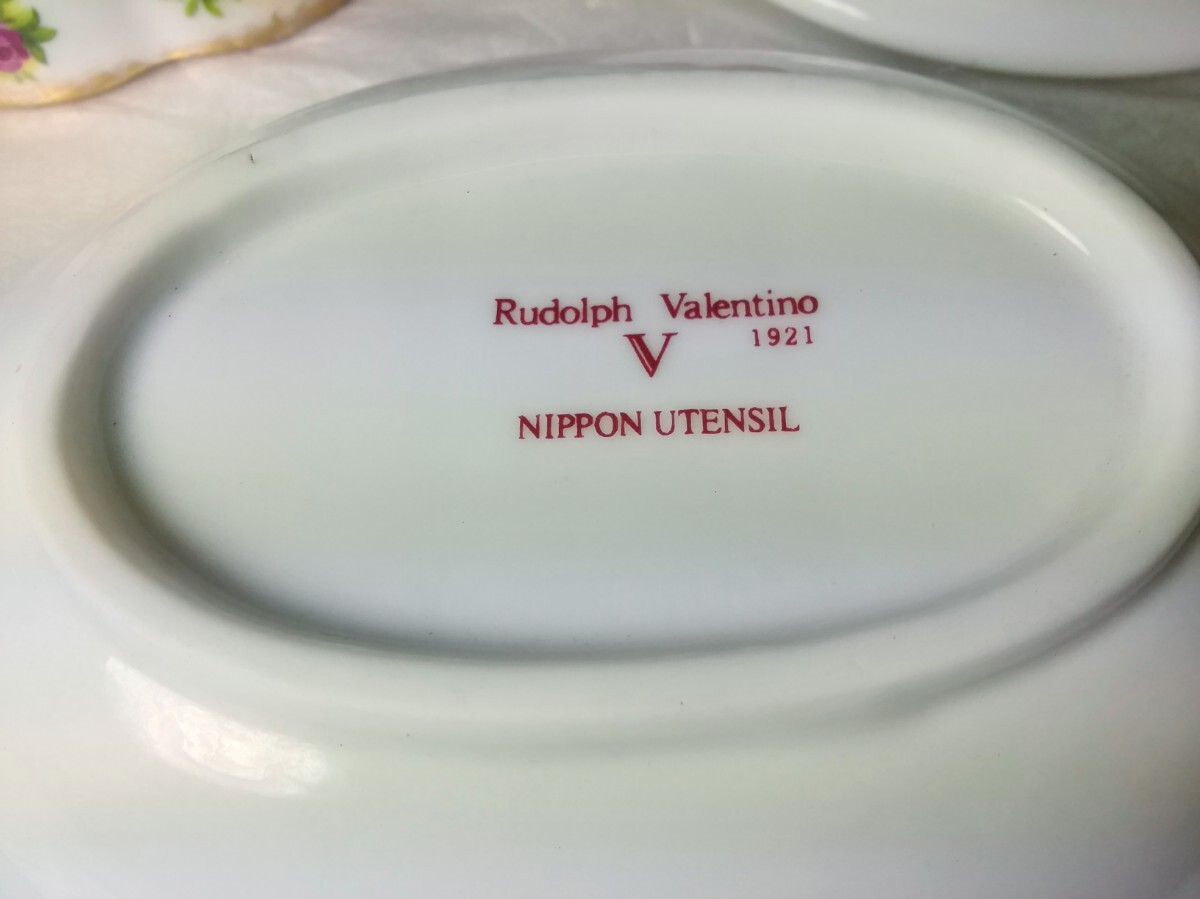 Rudolph Valentino
1921
V
NIPPON UTENSIL